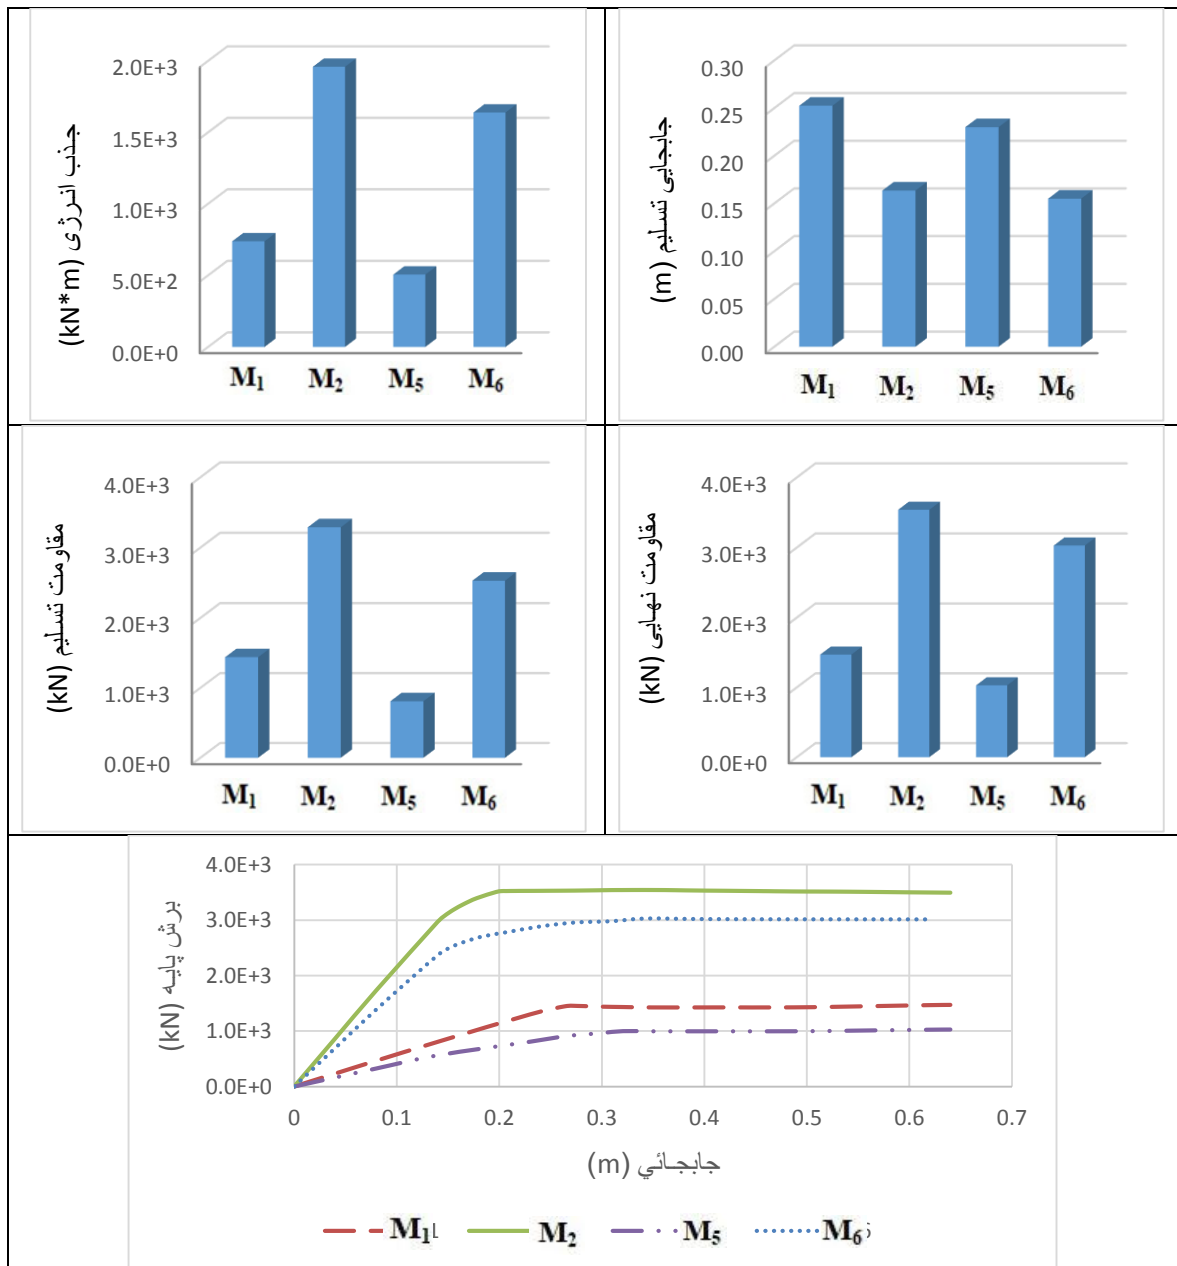 جذب انرژی (kN*m)
2.0E+3
1.5E+3
1.0E+3
5.0E+2
0.0E+0
M₁ M₂ M₅ M₆
جابجایی تسلیم (m)
0.30
0.25
0.20
0.15
0.10
0.05
0.00
M₁ M₂ M₅ M₆
مقاومت تسلیم (kN)
4.0E+3
3.0E+3
2.0E+3
1.0E+3
0.0E+0
M₁ M₂ M₅ M₆
مقاومت نهایی (kN)
4.0E+3
3.0E+3
2.0E+3
1.0E+3
0.0E+0
M₁ M₂ M₅ M₆
برش پایه (kN)
4.0E+3
3.0E+3
2.0E+3
1.0E+3
0.0E+0
0 0.1 0.2 0.3 0.4 0.5 0.6 0.7
جابجائي (m)
M₁ M₂ M₅ M₆